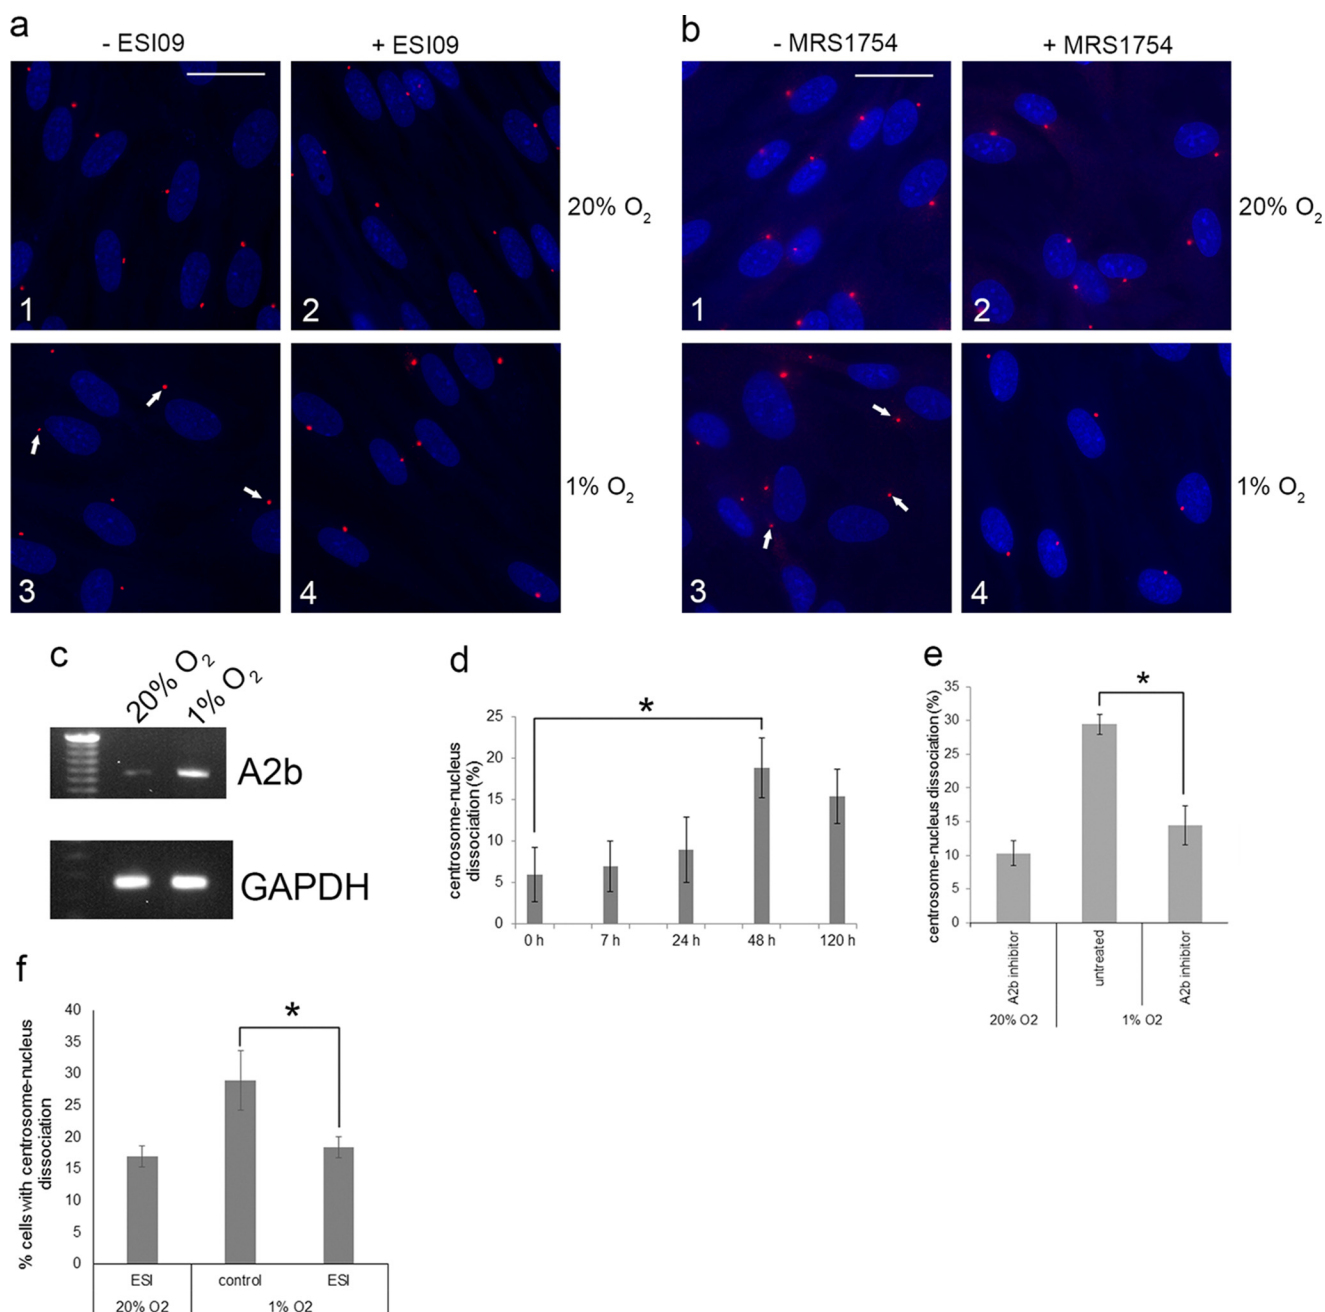 a
- ESI09
+ ESI09
1
2
20% O2
3
4
1% O2
b
- MRS1754
+ MRS1754
1
2
20% O2
3
4
1% O2
c
20% O2
1% O2
A2b
GAPDH
d
centrosome-nucleus
dissociation (%)
25
20
15
10
5
0
*
0 h
7 h
24 h
48 h
120 h
e
centrosome-nucleus dissociation (%)
35
30
25
20
15
10
5
0
*
A2b inhibitor
untreated
A2b inhibitor
20% O2
1% O2
f
% cells with centrosome-nucleus
dissociation
40
35
30
25
20
15
10
5
0
*
ESI
control
ESI
20% O2
1% O2